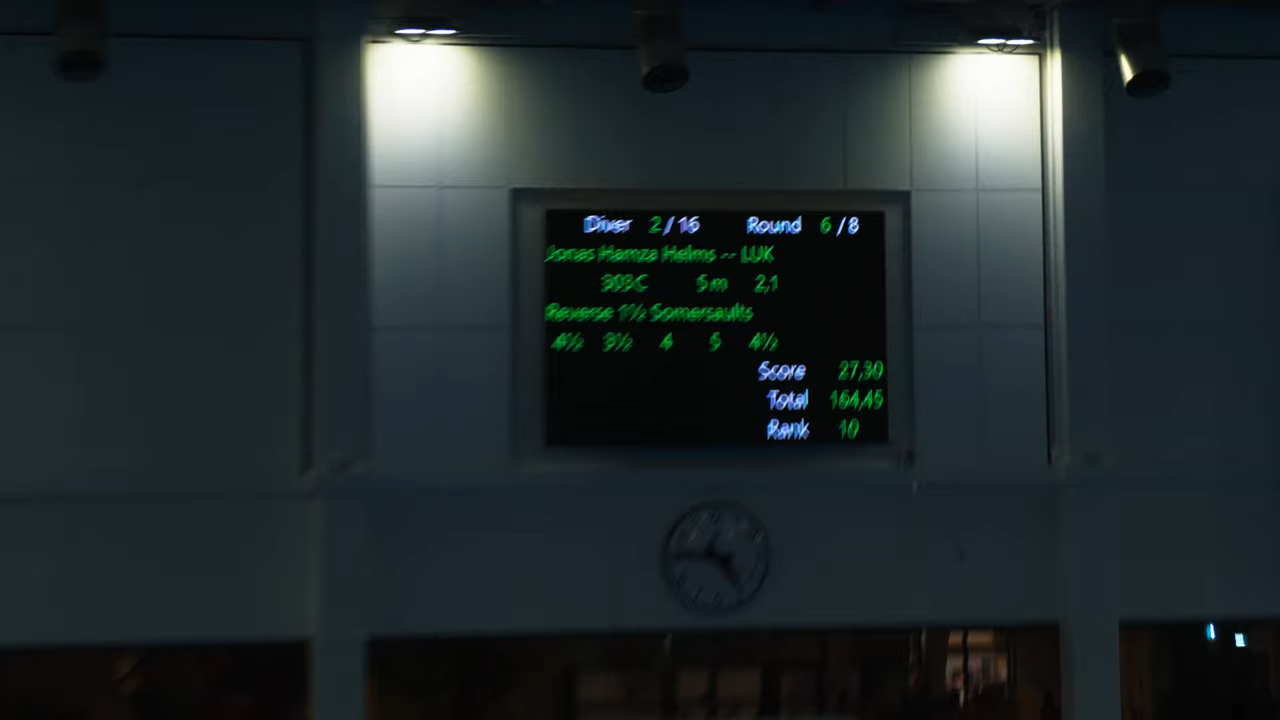 Diver 2/16 Round 6/8
Jonas Hamza Helms -- LUK
303C 5m 2,1
Reverse 1½ Somersaults
4½ 3½ 4 5 4½
Score 27,30
Total 164,45
Rank 10